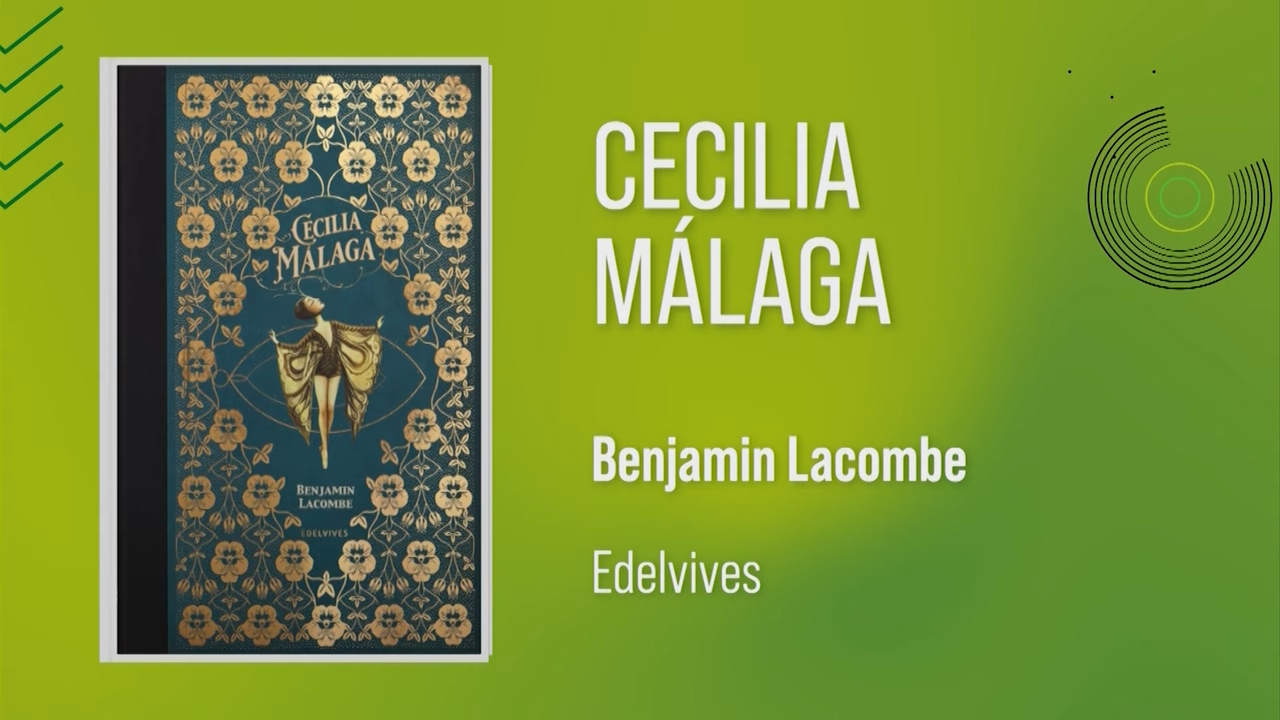 CECILIA
MÁLAGA
BENJAMIN
LACOMBE
EDELVIVES
CECILIA
MÁLAGA
Benjamin Lacombe
Edelvives